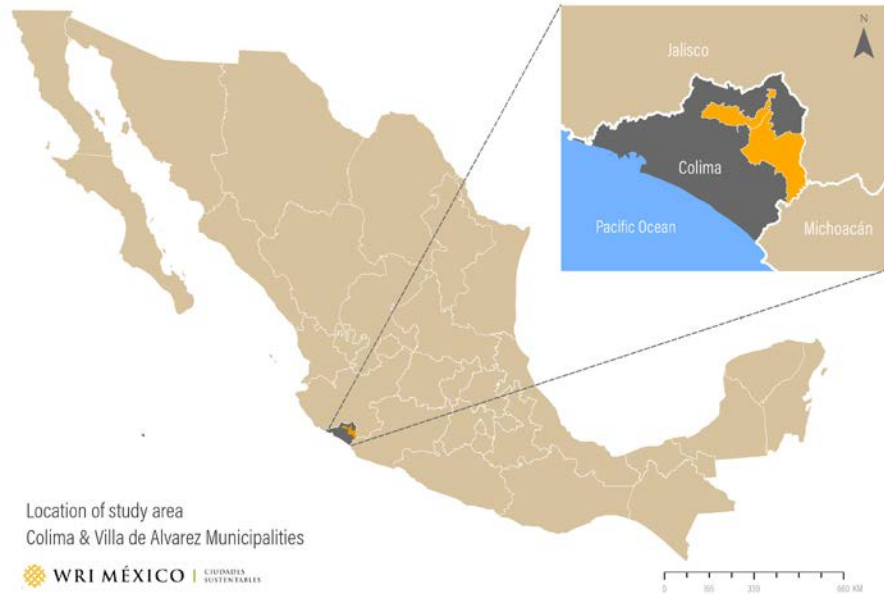 N
Jalisco
Colima
Pacific Ocean
Michoacán
Location of study area
Colima & Villa de Alvarez Municipalities
WRI MÉXICO | CIUDADES
SUSTENTABLES
0 165 330 660 KM